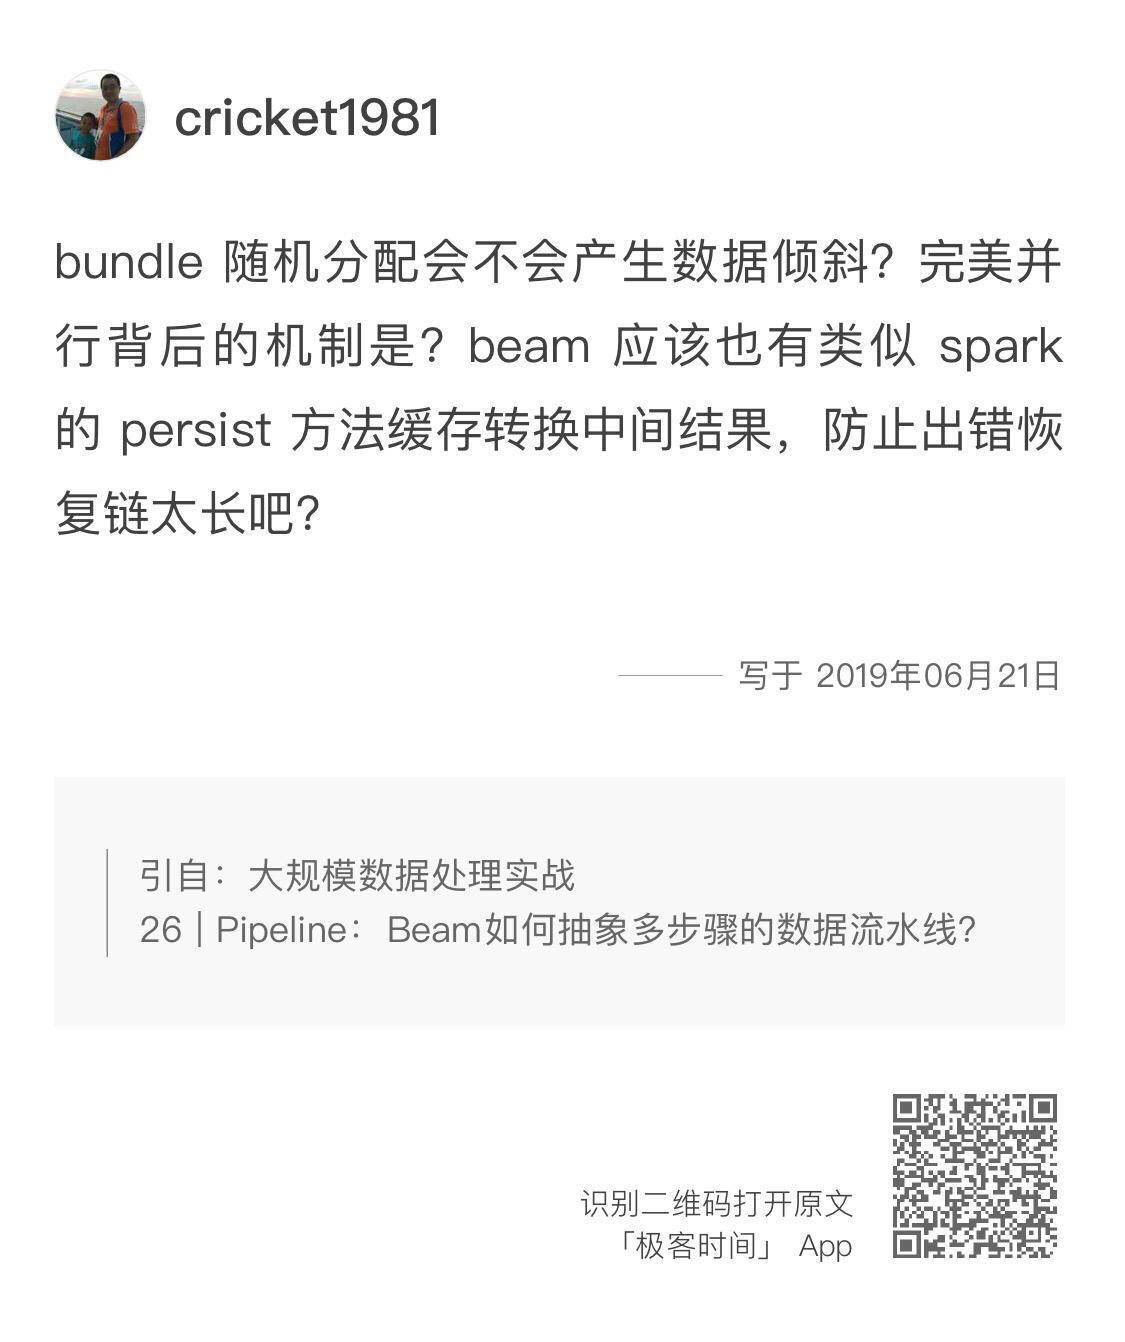 cricket1981
bundle 随机分配会不会产生数据倾斜？完美并
行背后的机制是？beam 应该也有类似 spark
的 persist 方法缓存转换中间结果，防止出错恢
复链太长吧？
写于 2019年06月21日
引自：大规模数据处理实战
26 | Pipeline：Beam如何抽象多步骤的数据流水线？
识别二维码打开原文
「极客时间」 App